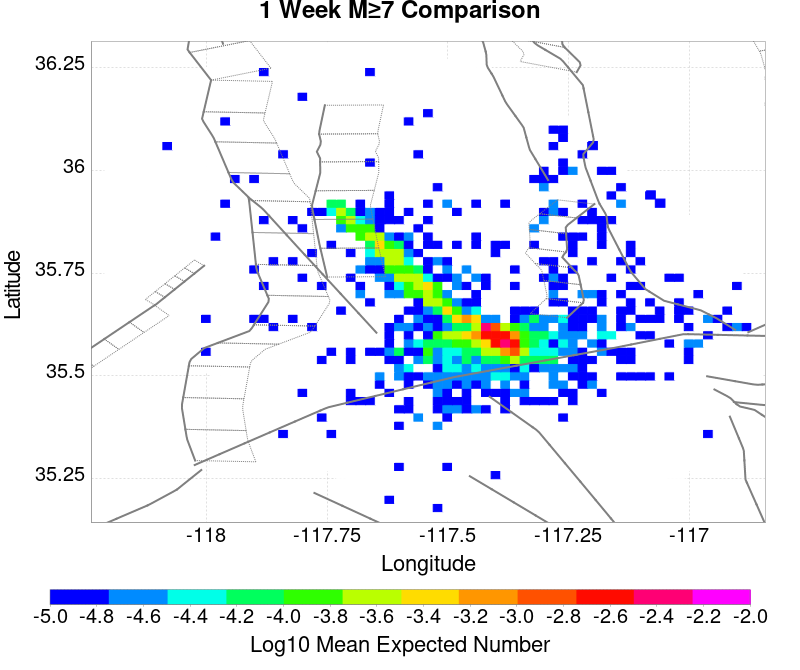 1 Week M≥7 Comparison
36.25
36
35.75
35.5
35.25
Latitude
-118
-117.75
-117.5
-117.25
-117
Longitude
-5.0 -4.8 -4.6 -4.4 -4.2 -4.0 -3.8 -3.6 -3.4 -3.2 -3.0 -2.8 -2.6 -2.4 -2.2 -2.0
Log10 Mean Expected Number